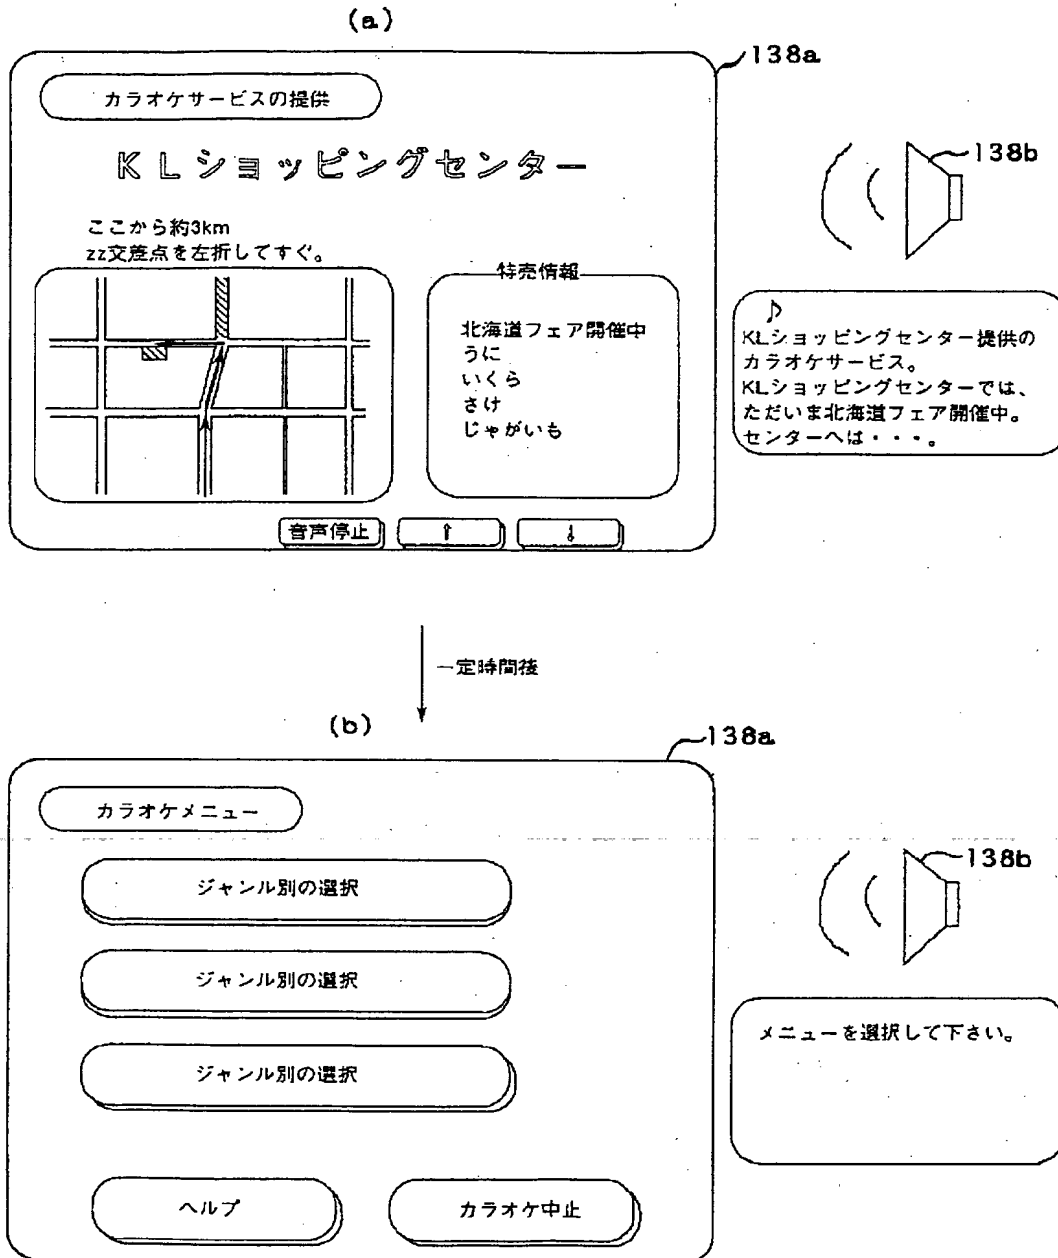 (a)
138a
カラオケサービスの提供
KLショッピングセンター
138b
ここから約3km
zz交差点を左折してすぐ。
特売情報
北海道フェア開催中
うに
いくら
さけ
じゃがいも
♪
KLショッピングセンター提供の
カラオケサービス。
KLショッピングセンターでは、
ただいま北海道フェア開催中。
センターへは・・・。
音声停止
↑
↓
一定時間後
(b)
138a
カラオケメニュー
138b
ジャンル別の選択
ジャンル別の選択
ジャンル別の選択
メニューを選択して下さい。
ヘルプ
カラオケ中止